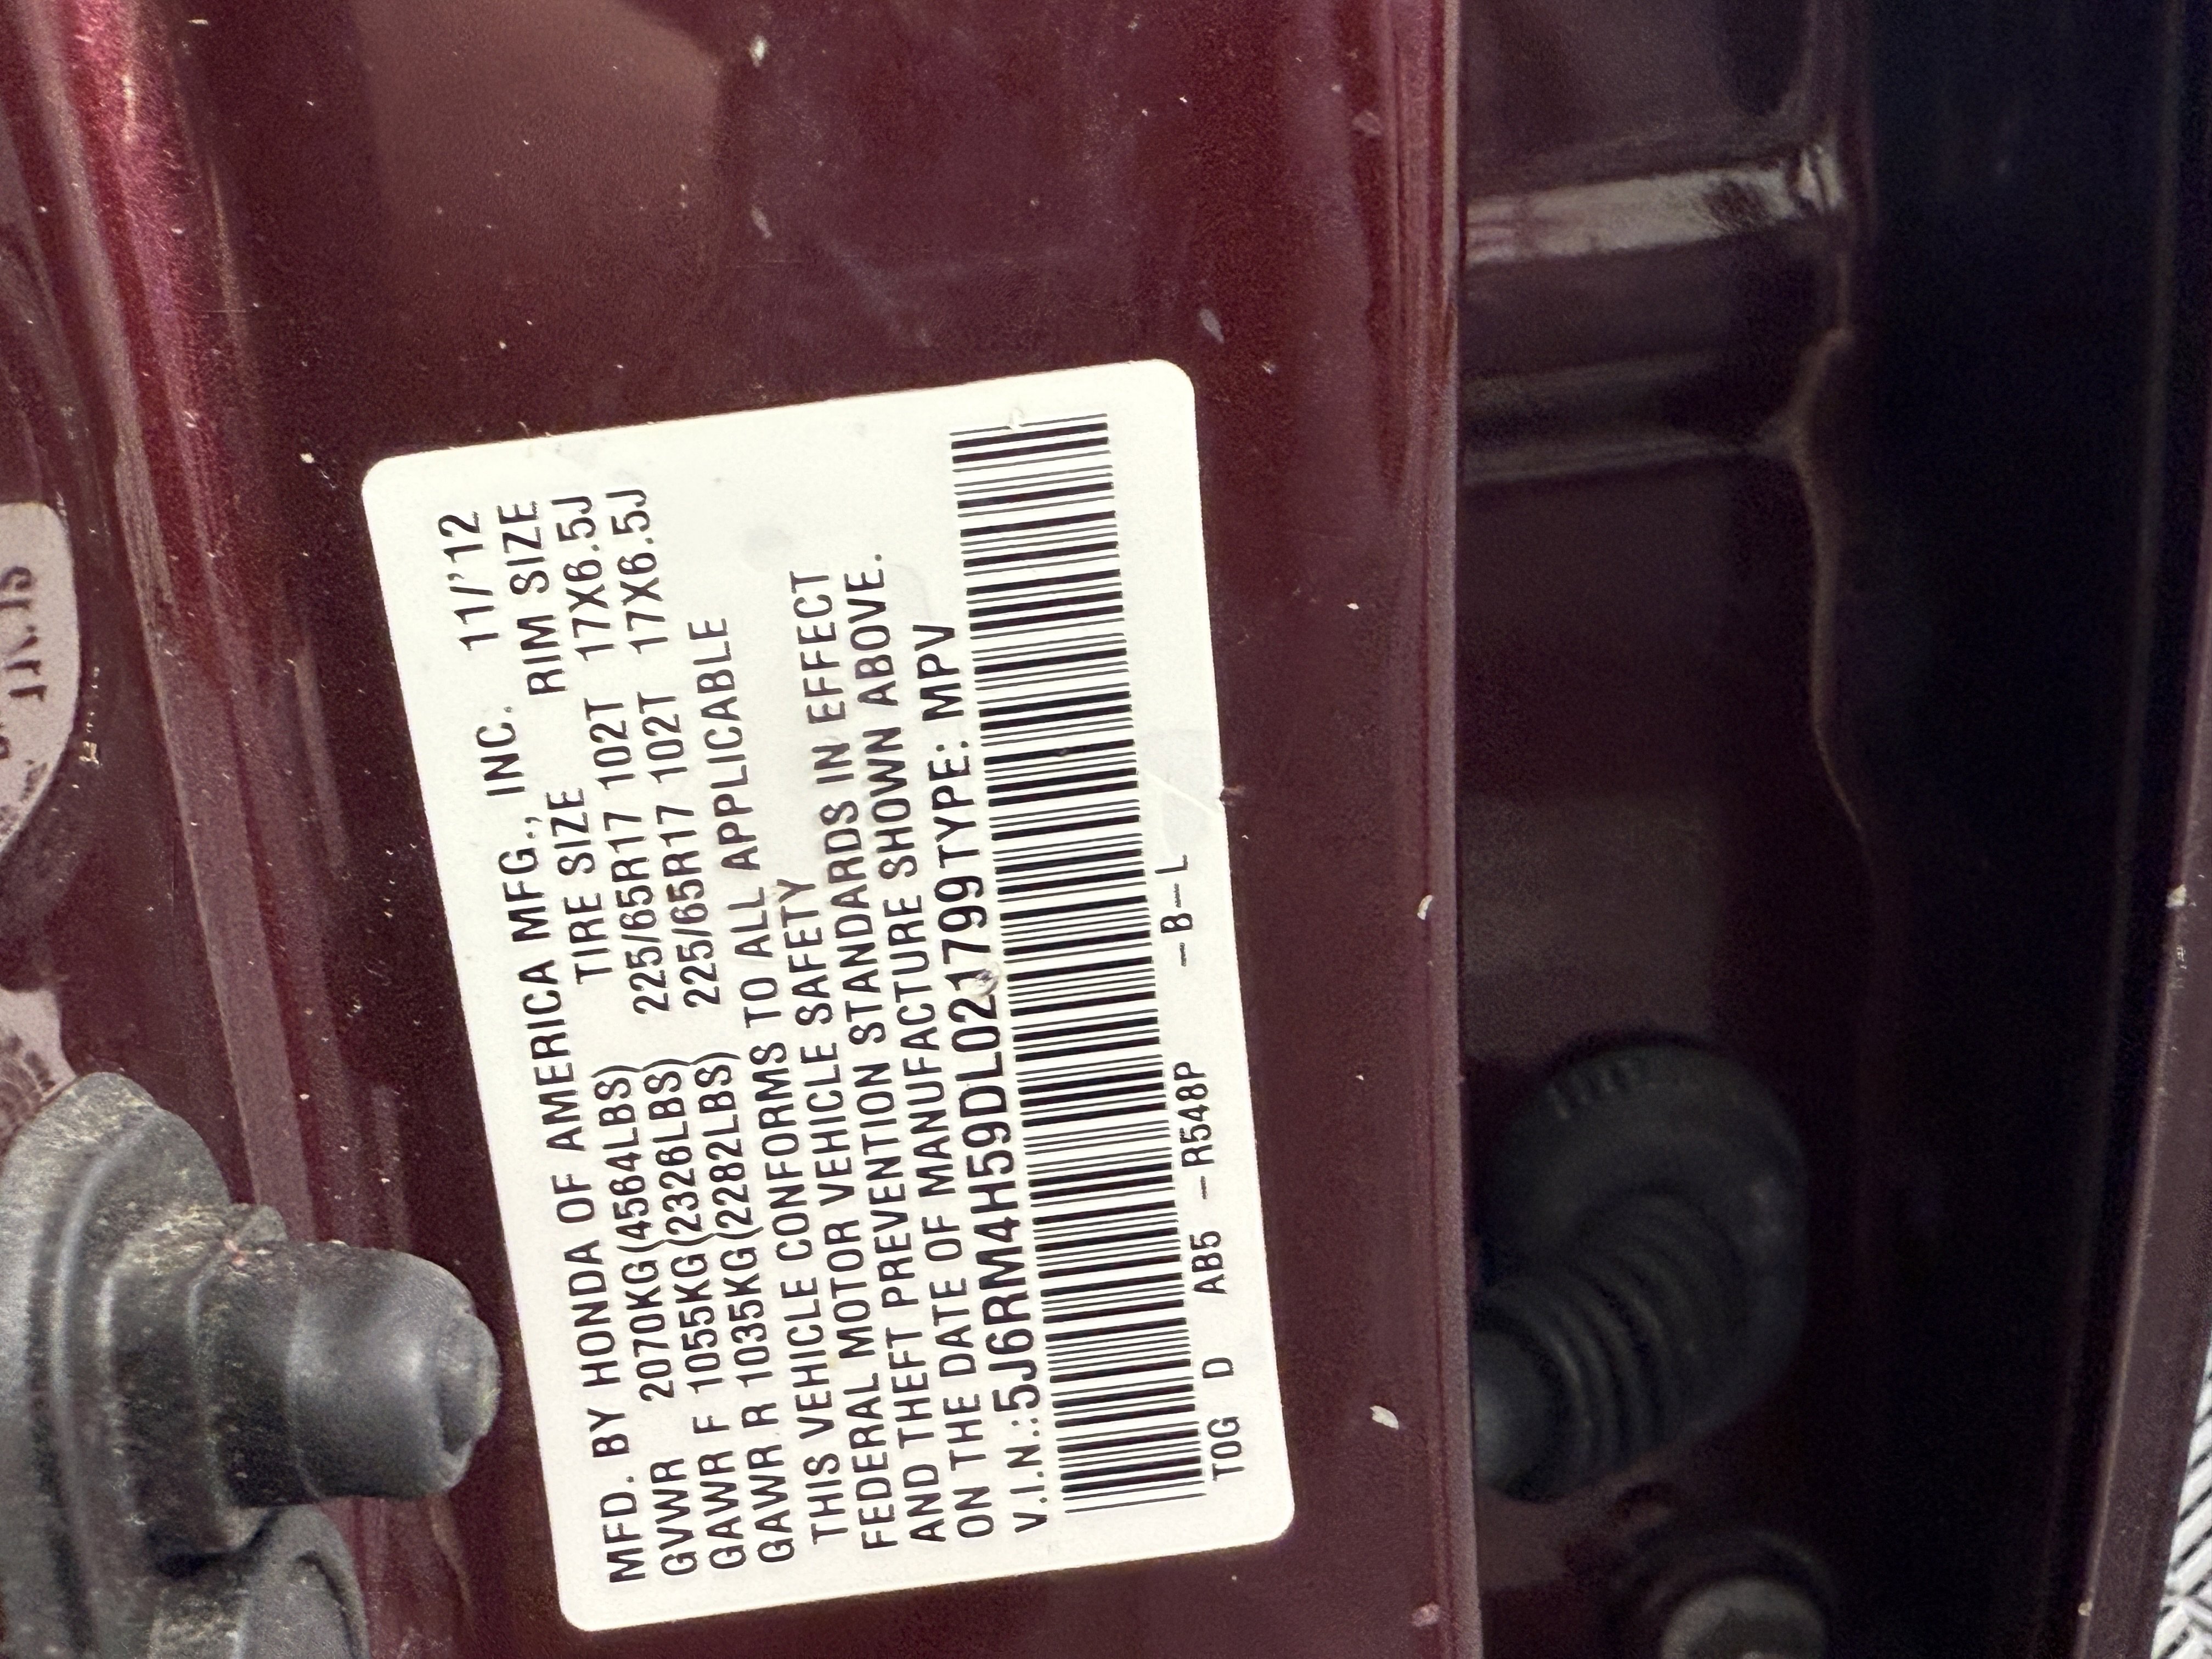 MFD. BY HONDA OF AMERICA MFG., INC. 11/'12
TIRE SIZE RIM SIZE
GVWR 2070KG(4564LBS)
GAWR F 1055KG(2326LBS) 225/65R17 102T 17X6.5J
GAWR R 1035KG(2282LBS) 225/65R17 102T 17X6.5J
THIS VEHICLE CONFORMS TO ALL APPLICABLE
FEDERAL MOTOR VEHICLE SAFETY
AND THEFT PREVENTION STANDARDS IN EFFECT
ON THE DATE OF MANUFACTURE SHOWN ABOVE.
V.I.N.:5J6RM4H59DL021799TYPE: MPV
TOG D AB5 -R548P -B-L